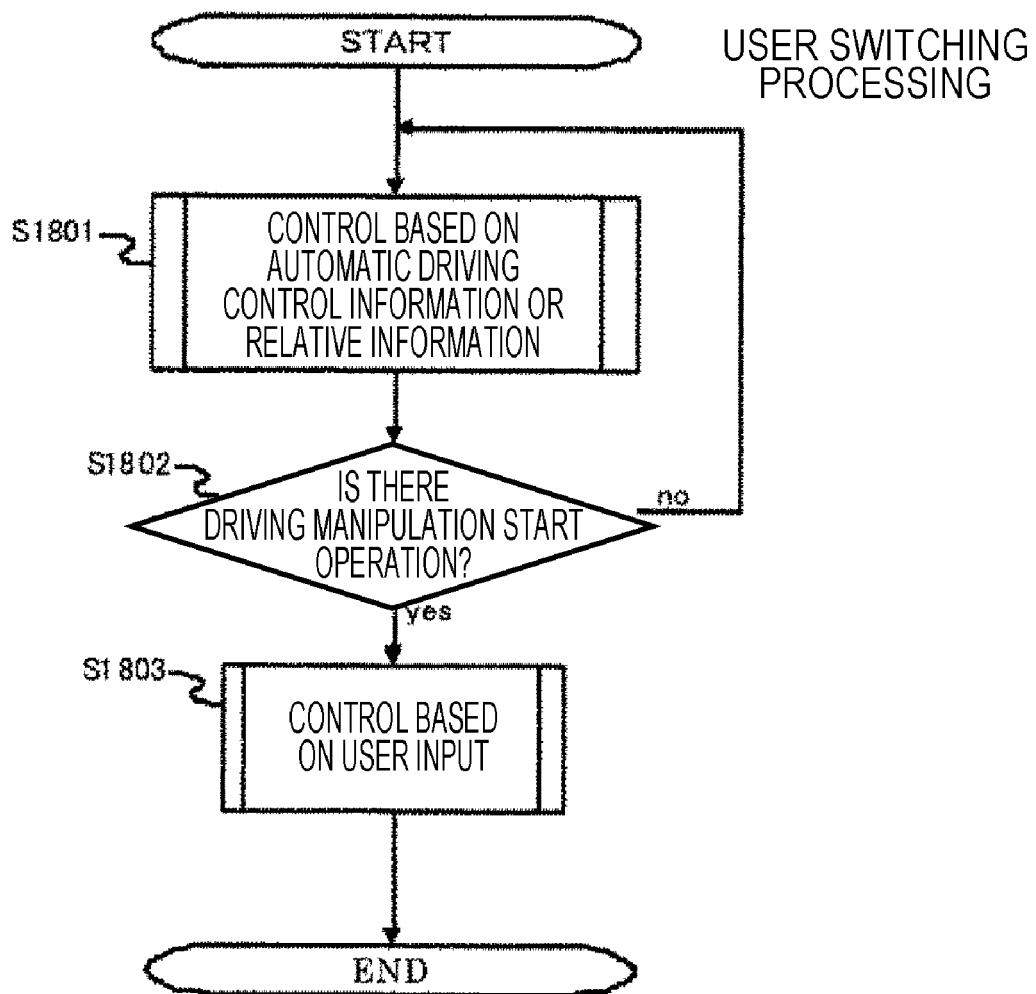 START
USER SWITCHING
PROCESSING
S1801
CONTROL BASED ON
AUTOMATIC DRIVING
CONTROL INFORMATION OR
RELATIVE INFORMATION
S1802
IS THERE
DRIVING MANIPULATION START
OPERATION?
no
yes
S1803
CONTROL BASED
ON USER INPUT
END